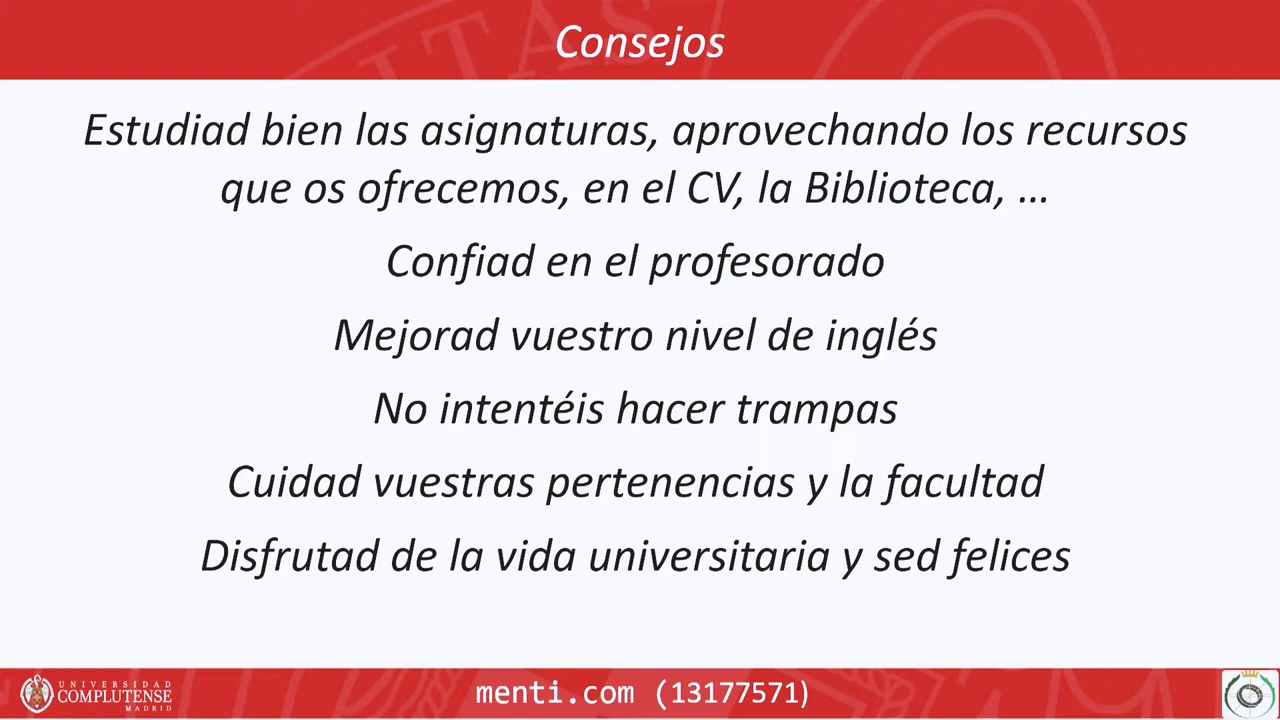 Consejos
Estudiad bien las asignaturas, aprovechando los recursos
que os ofrecemos, en el CV, la Biblioteca, ...
Confiad en el profesorado
Mejorad vuestro nivel de inglés
No intentéis hacer trampas
Cuidad vuestras pertenencias y la facultad
Disfrutad de la vida universitaria y sed felices
UNIVERSIDAD
COMPLUTENSE
MADRID
menti.com (13177571)